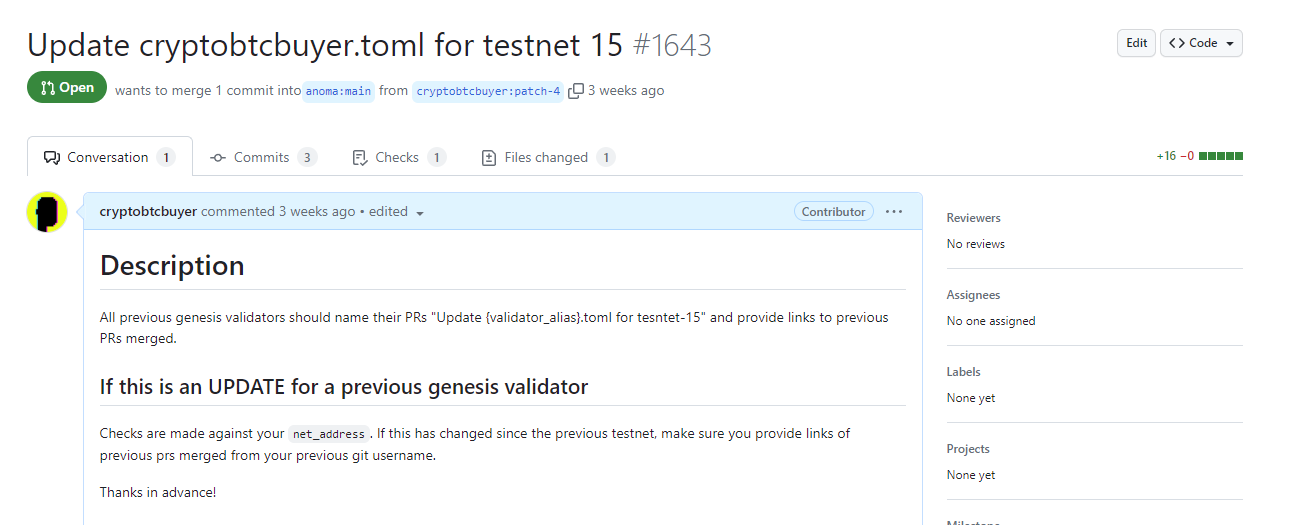 Update cryptobtcbuyer.toml for testnet 15 #1643
Edit
Code
Open
wants to merge 1 commit into anoma:main from cryptobtcbuyer:patch-4 3 weeks ago
Conversation 1
Commits 3
Checks 1
Files changed 1
+16 −0
cryptobtcbuyer commented 3 weeks ago • edited
Contributor
Description
All previous genesis validators should name their PRs "Update {validator_alias}.toml for tesntet-15" and provide links to previous
PRs merged.
If this is an UPDATE for a previous genesis validator
Checks are made against your net_address. If this has changed since the previous testnet, make sure you provide links of
previous prs merged from your previous git username.
Thanks in advance!
Reviewers
No reviews
Assignees
No one assigned
Labels
None yet
Projects
None yet